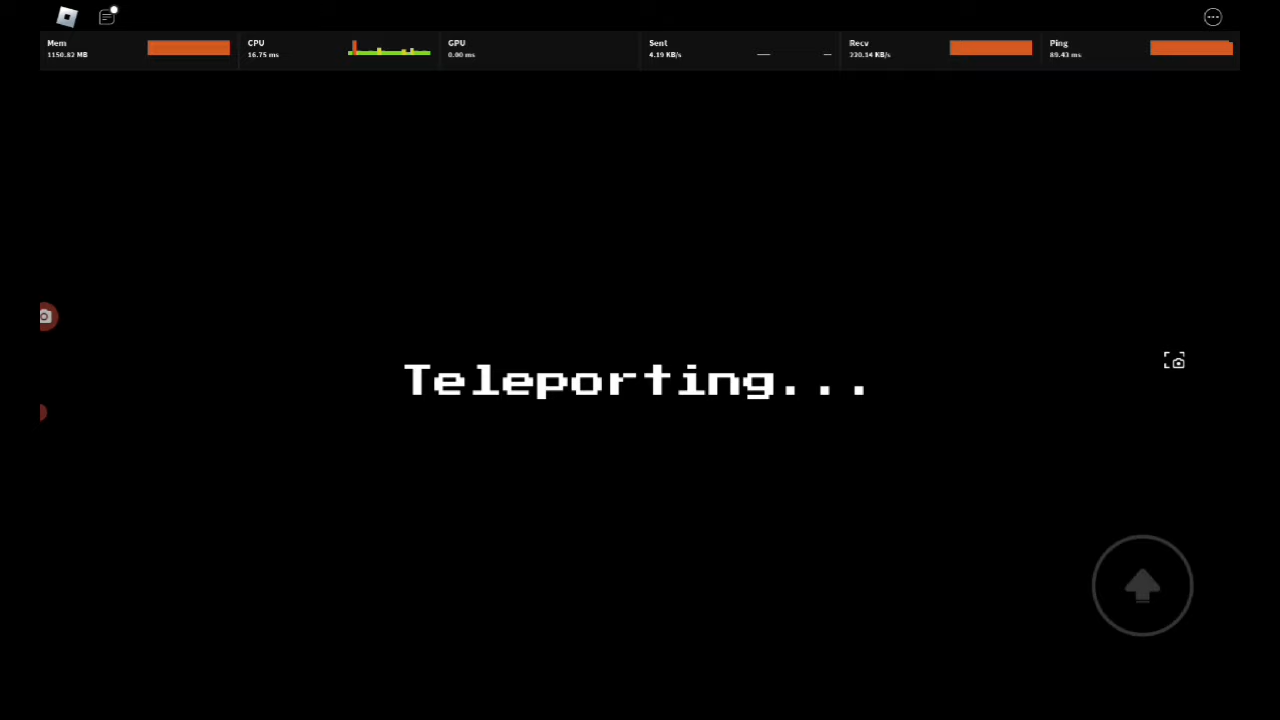 Mem CPU GPU Sent Recv Ping
1150.82 MB 16.75 ms 0.00 ms 4.19 KB/s 220.14 KB/s 89.43 ms
Teleporting...